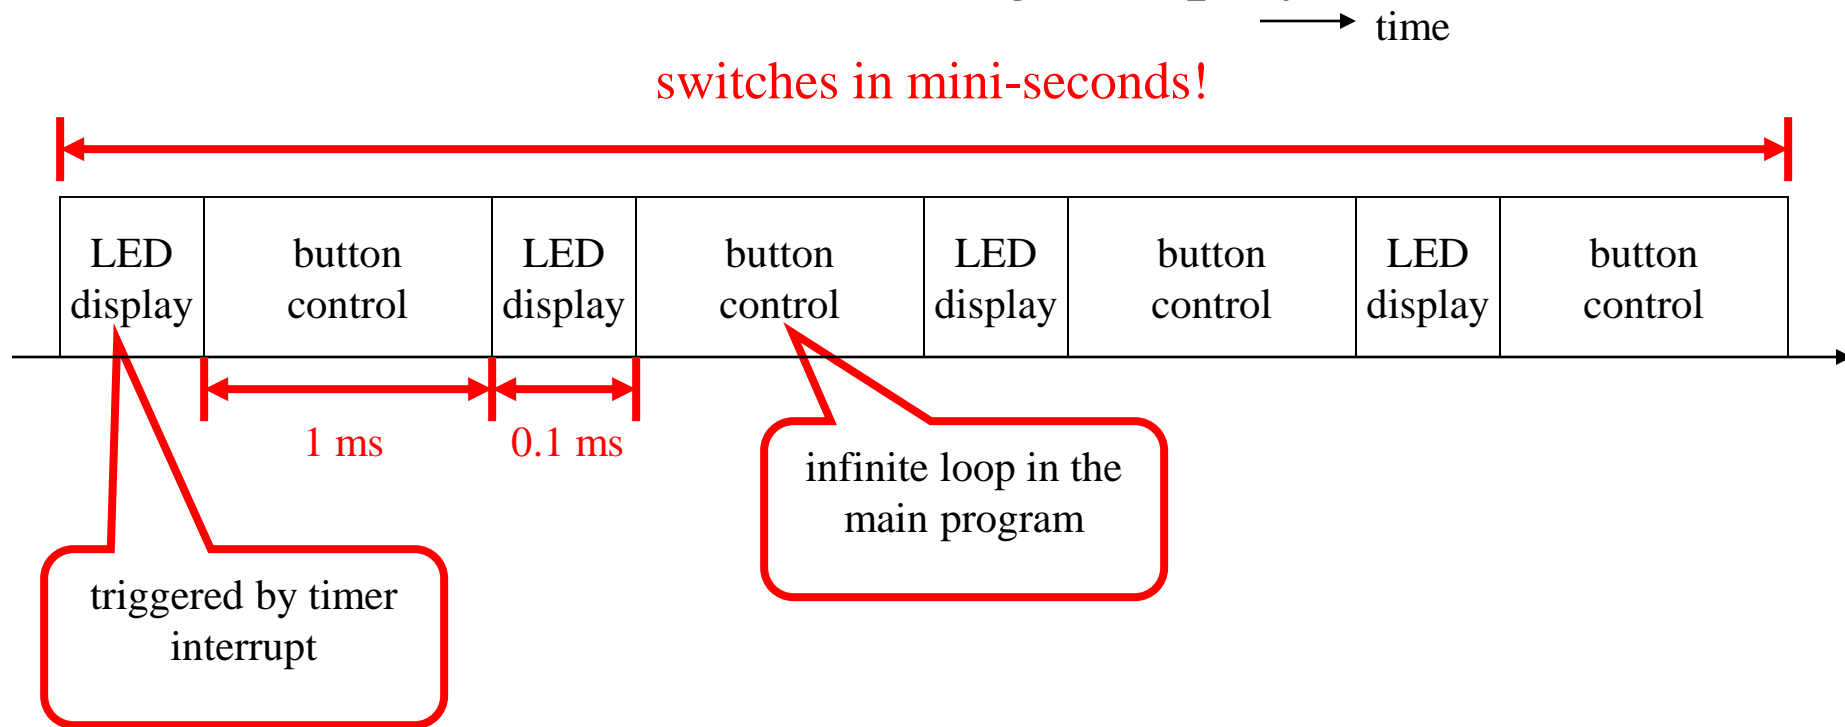 time
switches in mini-seconds!
LED
display
button
control
LED
display
button
control
LED
display
button
control
LED
display
button
control
1 ms
0.1 ms
infinite loop in the
main program
triggered by timer
interrupt